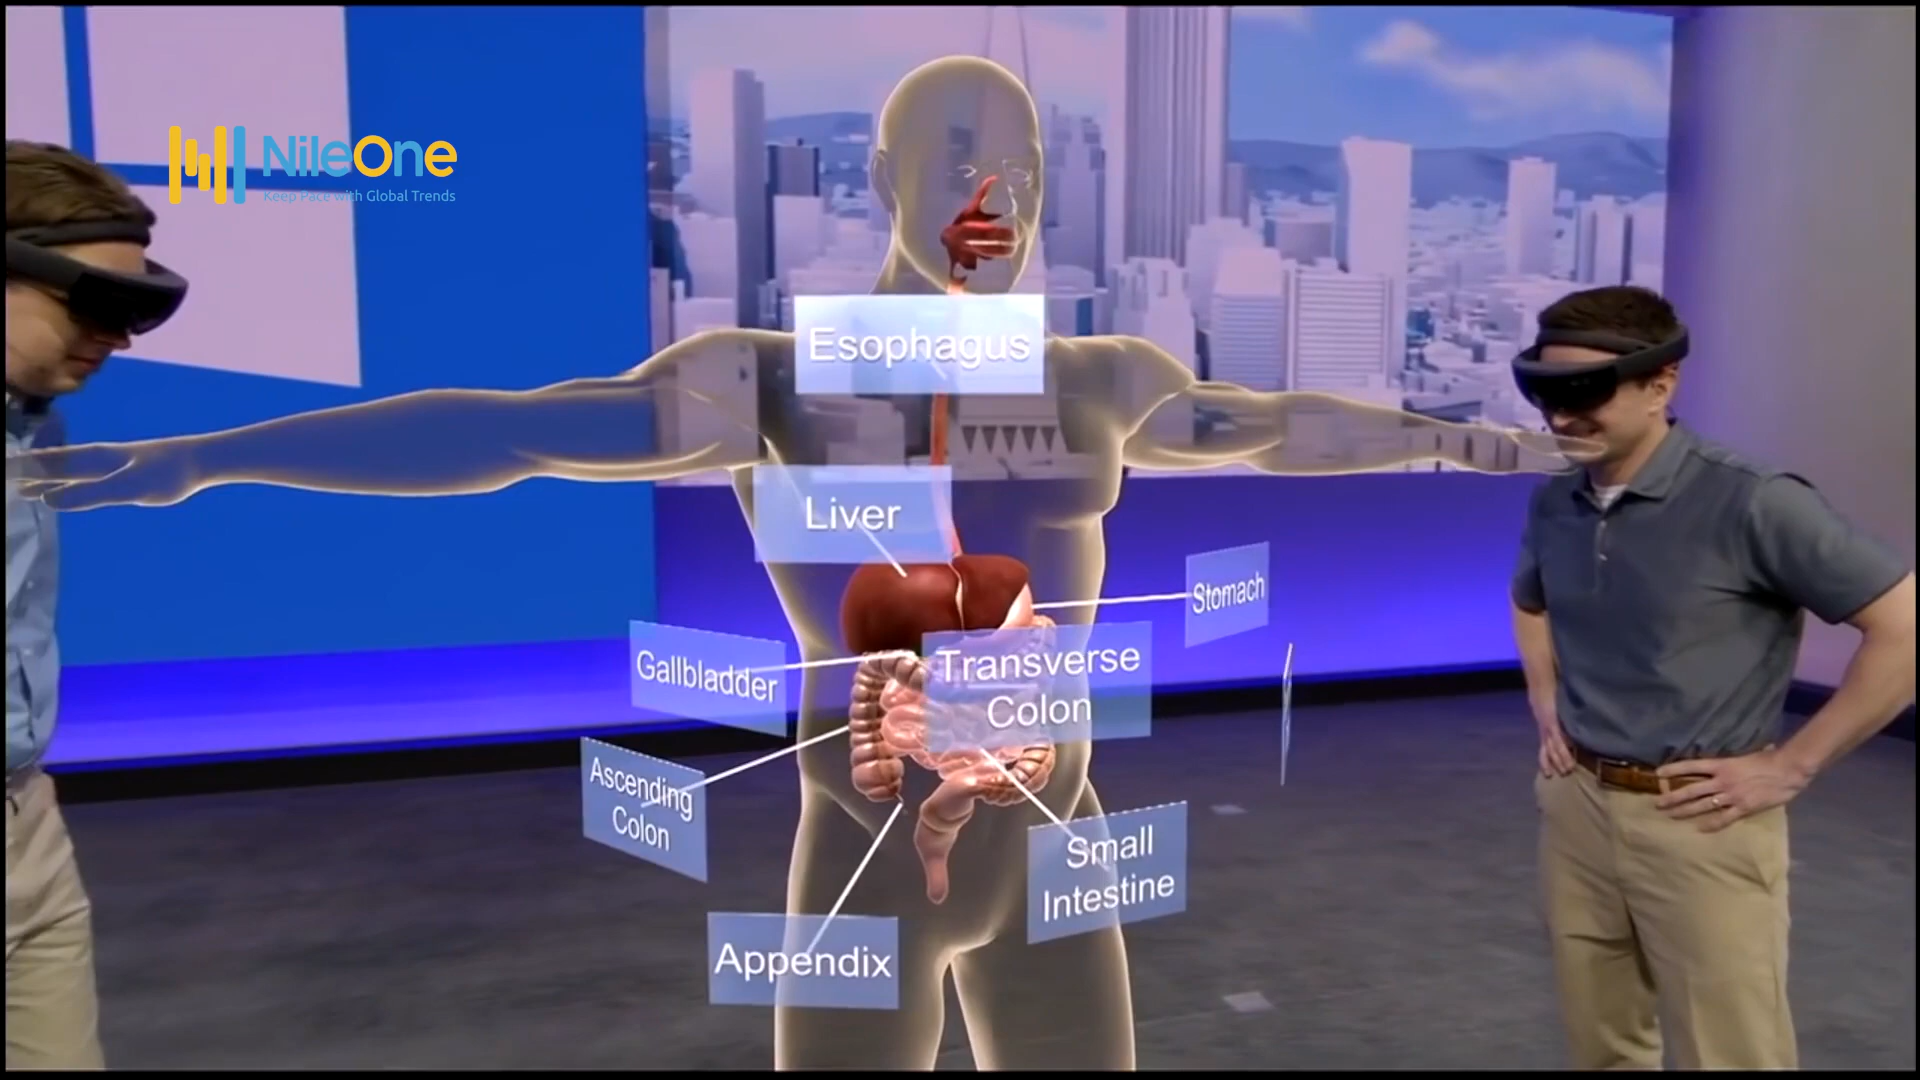 NileOne
Keep Pace with Global Trends
Esophagus
Liver
Stomach
Gallbladder
Transverse
Colon
Ascending
Colon
Small
Intestine
Appendix